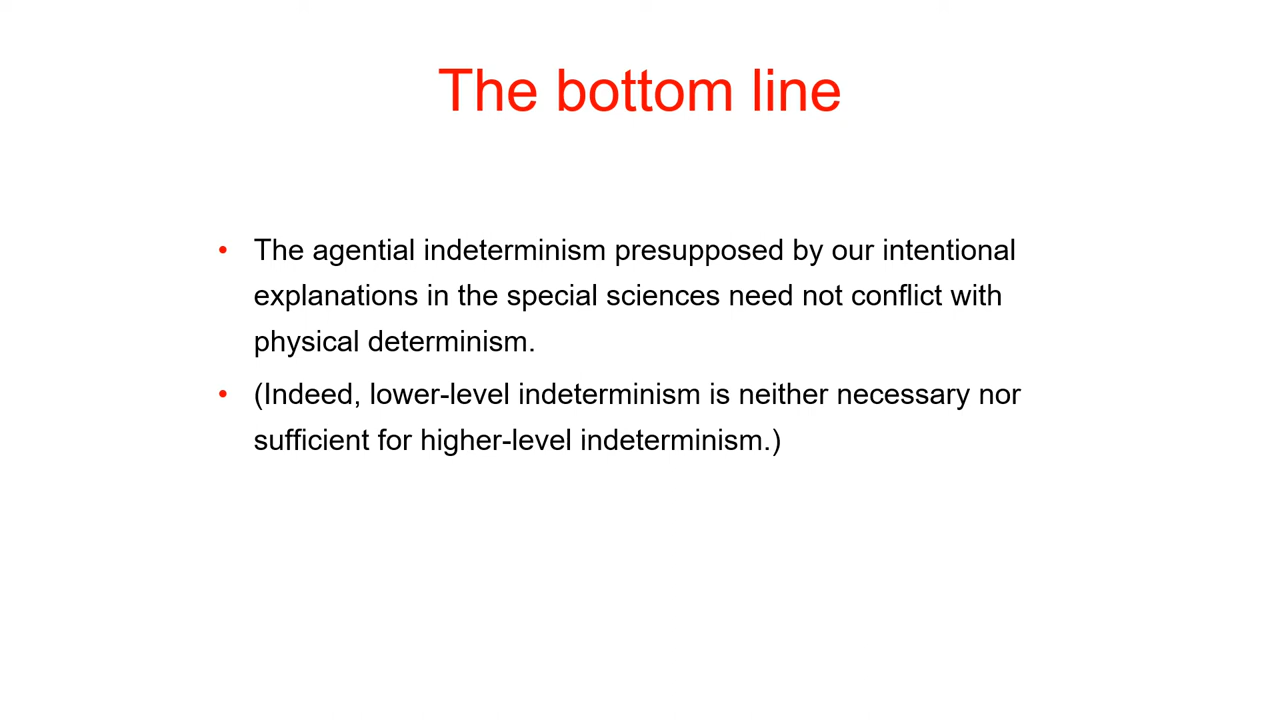 The bottom line
• The agential indeterminism presupposed by our intentional
explanations in the special sciences need not conflict with
physical determinism.
• (Indeed, lower-level indeterminism is neither necessary nor
sufficient for higher-level indeterminism.)